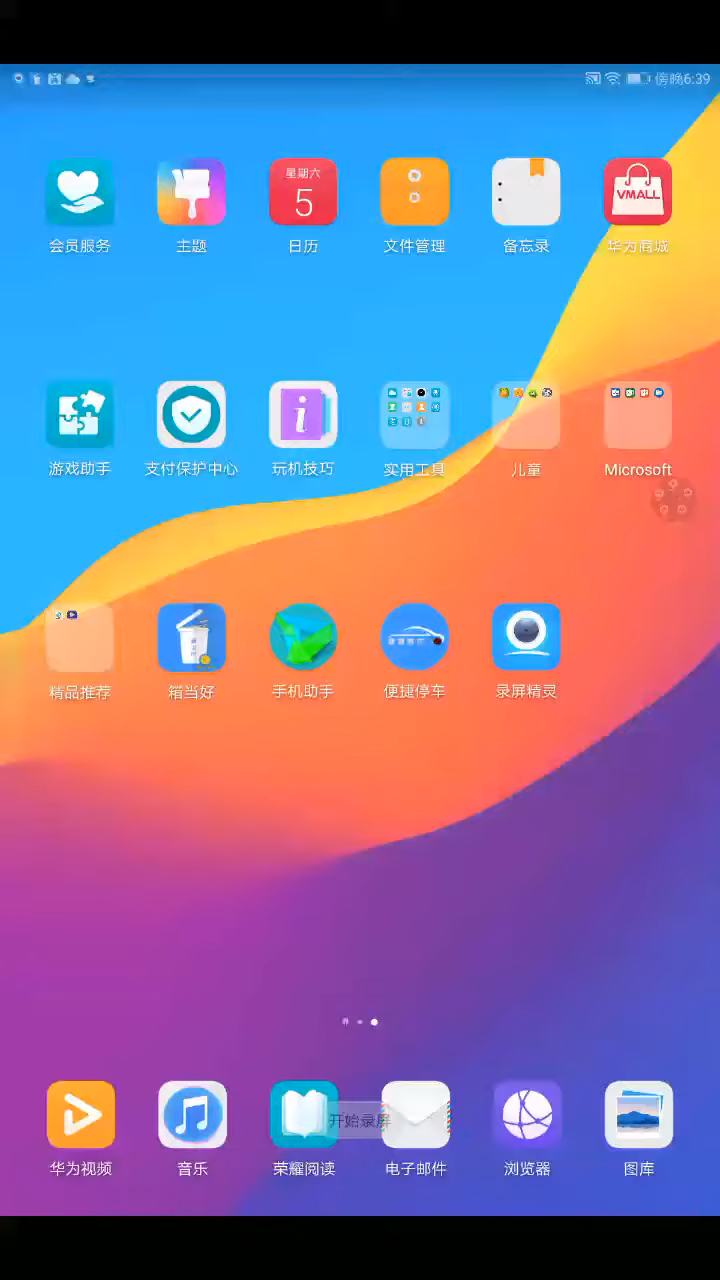 傍晚6:39
星期六
5
VMALL
会员服务
主题
日历
文件管理
备忘录
华为商城
游戏助手
支付保护中心
玩机技巧
实用工具
儿童
Microsoft
精品推荐
箱当好
手机助手
便捷停车
录屏精灵
开始录屏
华为视频
音乐
荣耀阅读
电子邮件
浏览器
图库